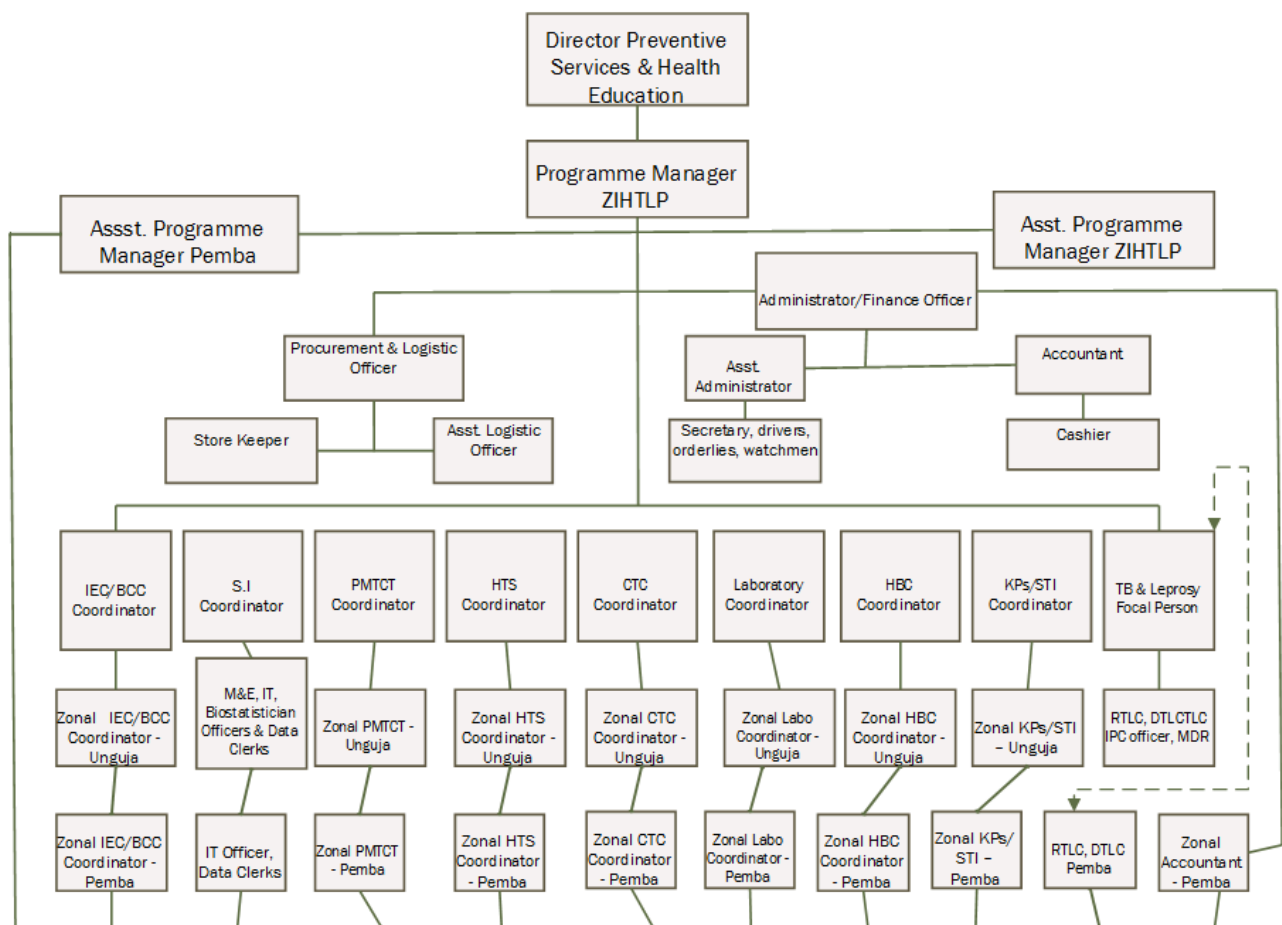 Director Preventive
Services & Health
Education
Programme Manager
ZIHTLP
Assst. Programme
Manager Pemba
Asst. Programme
Manager ZIHTLP
Administrator/Finance Officer
Procurement & Logistic
Officer
Asst.
Administrator
Accountant
Store Keeper
Asst. Logistic
Officer
Secretary, drivers,
orderlies, watchmen
Cashier
IEC/BCC
Coordinator
S.I
Coordinator
PMTCT
Coordinator
HTS
Coordinator
CTC
Coordinator
Laboratory
Coordinator
HBC
Coordinator
KPs/STI
Coordinator
TB & Leprosy
Focal Person
Zonal IEC/BCC
Coordinator -
Unguja
M&E, IT,
Biostatistician
Officers & Data
Clerks
Zonal PMTCT -
Unguja
Zonal HTS
Coordinator -
Unguja
Zonal CTC
Coordinator -
Unguja
Zonal Labo
Coordinator -
Unguja
Zonal HBC
Coordinator -
Unguja
Zonal KPs/STI
– Unguja
RTLC, DTLCTLC
IPC officer, MDR
Zonal IEC/BCC
Coordinator -
Pemba
IT Officer,
Data Clerks
Zonal PMTCT
- Pemba
Zonal HTS
Coordinator
- Pemba
Zonal CTC
Coordinator
- Pemba
Zonal Labo
Coordinator -
Pemba
Zonal HBC
Coordinator
- Pemba
Zonal KPs/
STI –
Pemba
RTLC, DTLC
Pemba
Zonal
Accountant
- Pemba